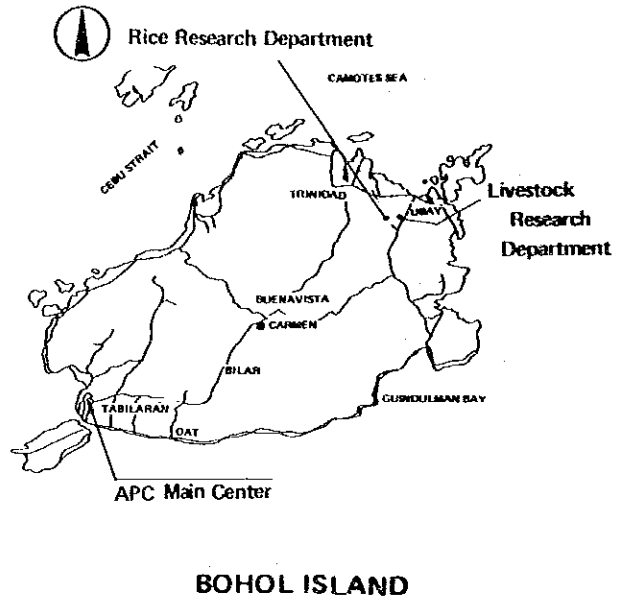 Rice Research Department
CAMOTES SEA
CEBU STRAIT
TRINIDAD
UBAY
Livestock
Research
Department
BUENAVISTA
CARMEN
BILAR
TABILARAN
OAT
GUINDULMAN BAY
APC Main Center
BOHOL ISLAND